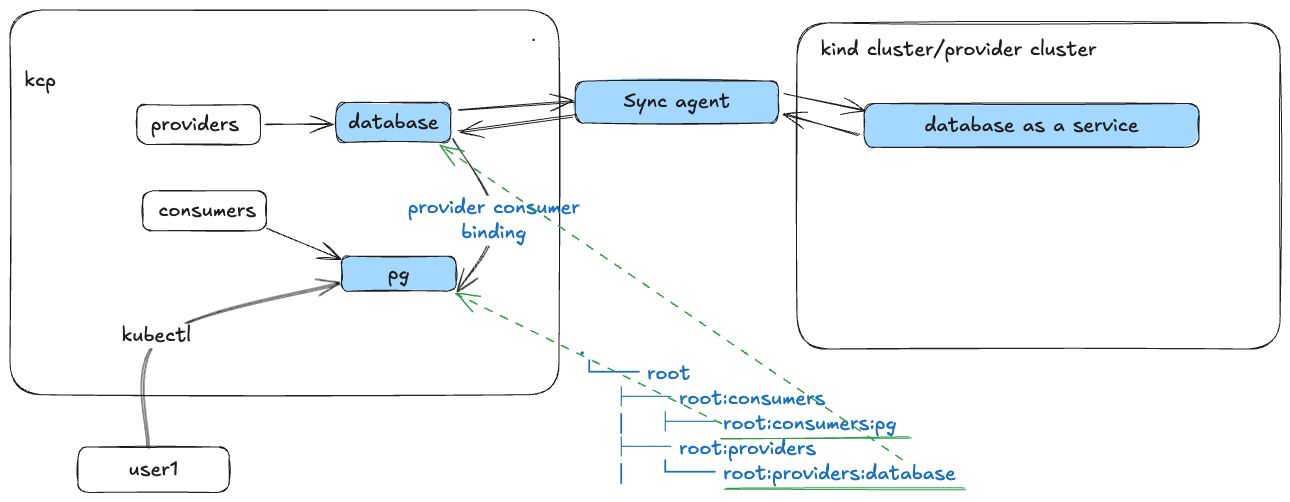 kind cluster/provider cluster
kcp
Sync agent
providers
database
database as a service
consumers
provider consumer
binding
pg
kubectl
root
root:consumers
root:consumers:pg
root:providers
root:providers:database
user1